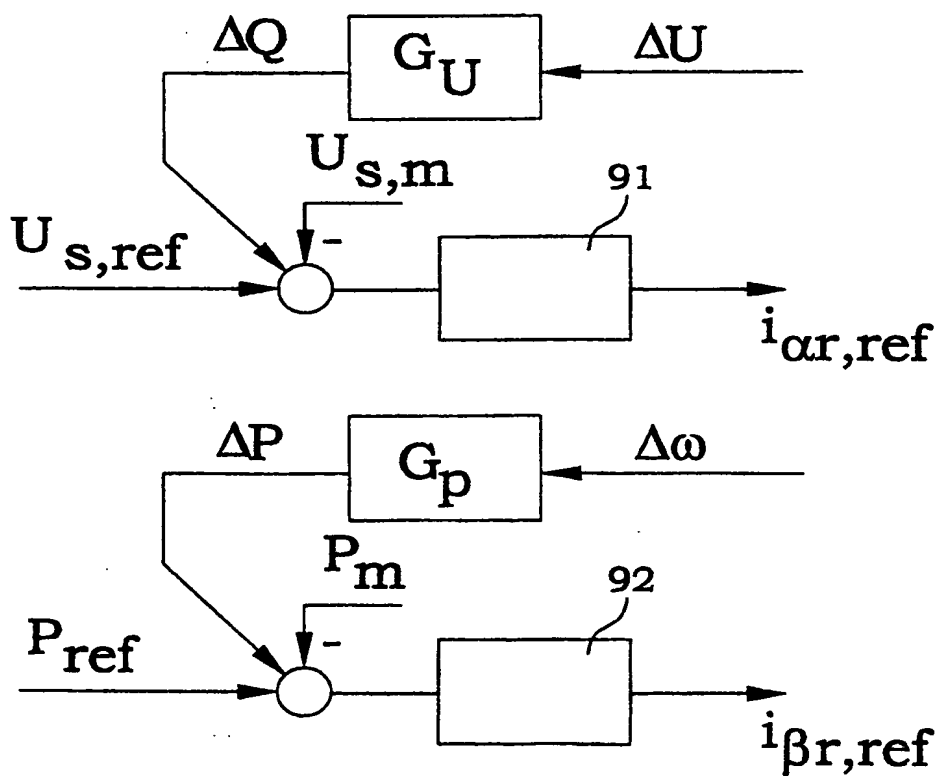 ΔQ G_U ΔU
U_s,m
91
U_s,ref
-
i_αr,ref
ΔP G_p Δω
P_m
92
P_ref
-
i_βr,ref